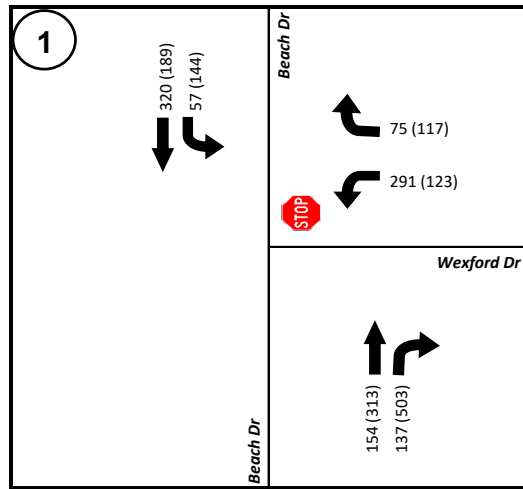 1
320 (189)
57 (144)
Beach Dr
75 (117)
291 (123)
STOP
Wexford Dr
154 (313)
137 (503)
Beach Dr